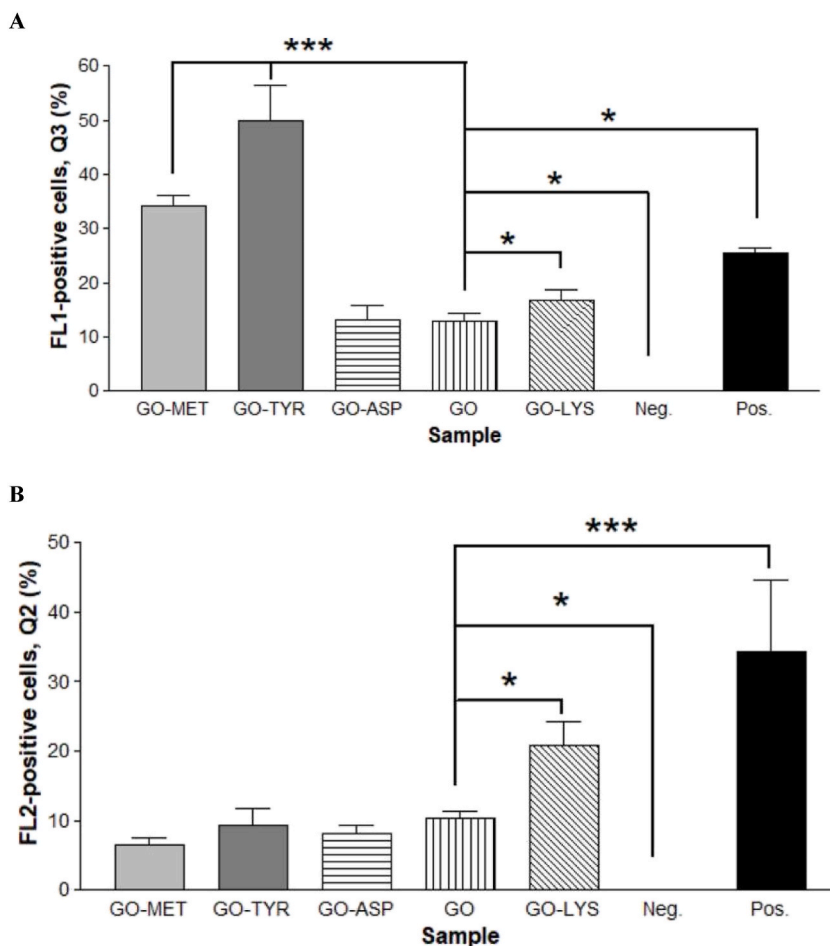 A
***
60
FL1-positive cells, Q3 (%)
50
*
40
*
30
*
20
10
0
GO-MET GO-TYR GO-ASP GO GO-LYS Neg. Pos.
Sample
B
50
FL2-positive cells, Q2 (%)
***
40
*
30
*
20
10
0
GO-MET GO-TYR GO-ASP GO GO-LYS Neg. Pos.
Sample